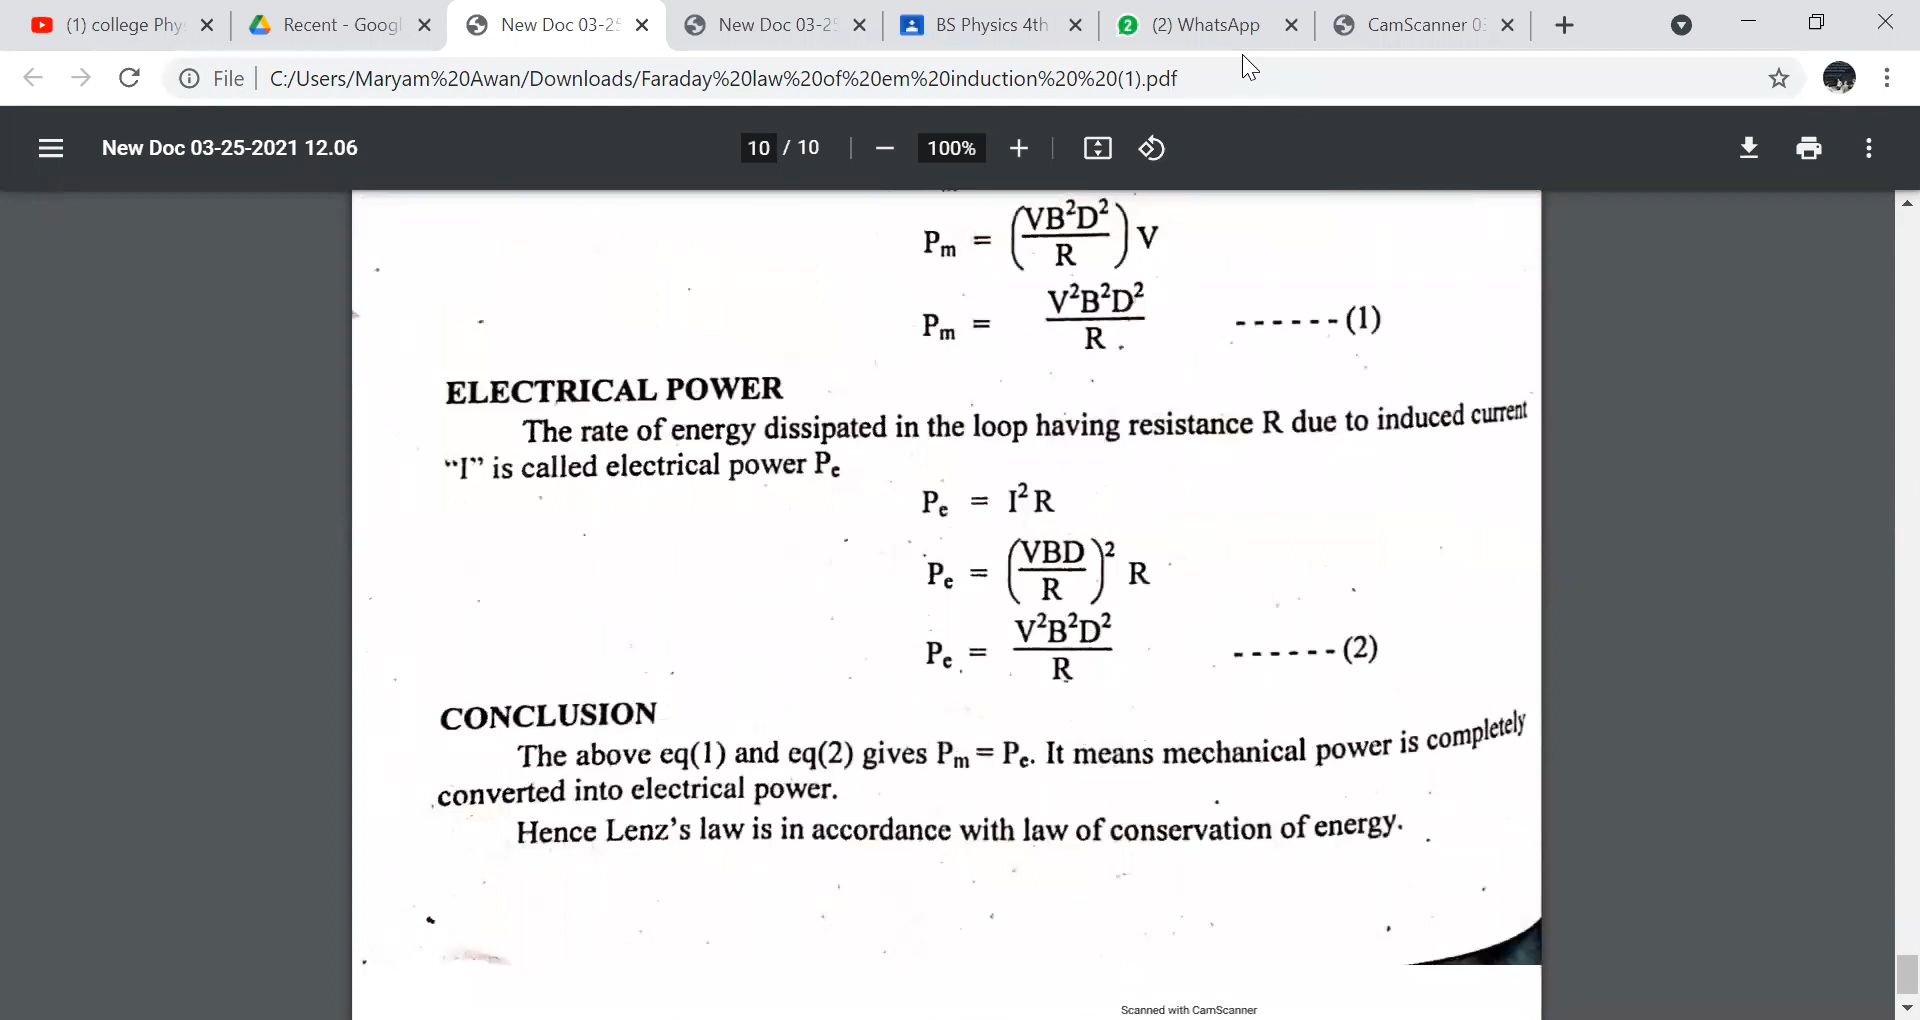 (1) college Phy
Recent - Googl
New Doc 03-25
New Doc 03-25
BS Physics 4th
2
(2) WhatsApp
CamScanner 03
File
C:/Users/Maryam%20Awan/Downloads/Faraday%20law%20of%20em%20induction%20%20(1).pdf
New Doc 03-25-2021 12.06
10 / 10
100%
Pm = (VB²D²/R) V
Pm = V²B²D²/R ------(1)
ELECTRICAL POWER
The rate of energy dissipated in the loop having resistance R due to induced current
“I” is called electrical power Pe
Pe = I² R
Pe = (VBD/R)² R
Pe = V²B²D²/R ------(2)
CONCLUSION
The above eq(1) and eq(2) gives Pm = Pe. It means mechanical power is completely
converted into electrical power.
Hence Lenz’s law is in accordance with law of conservation of energy.
Scanned with CamScanner